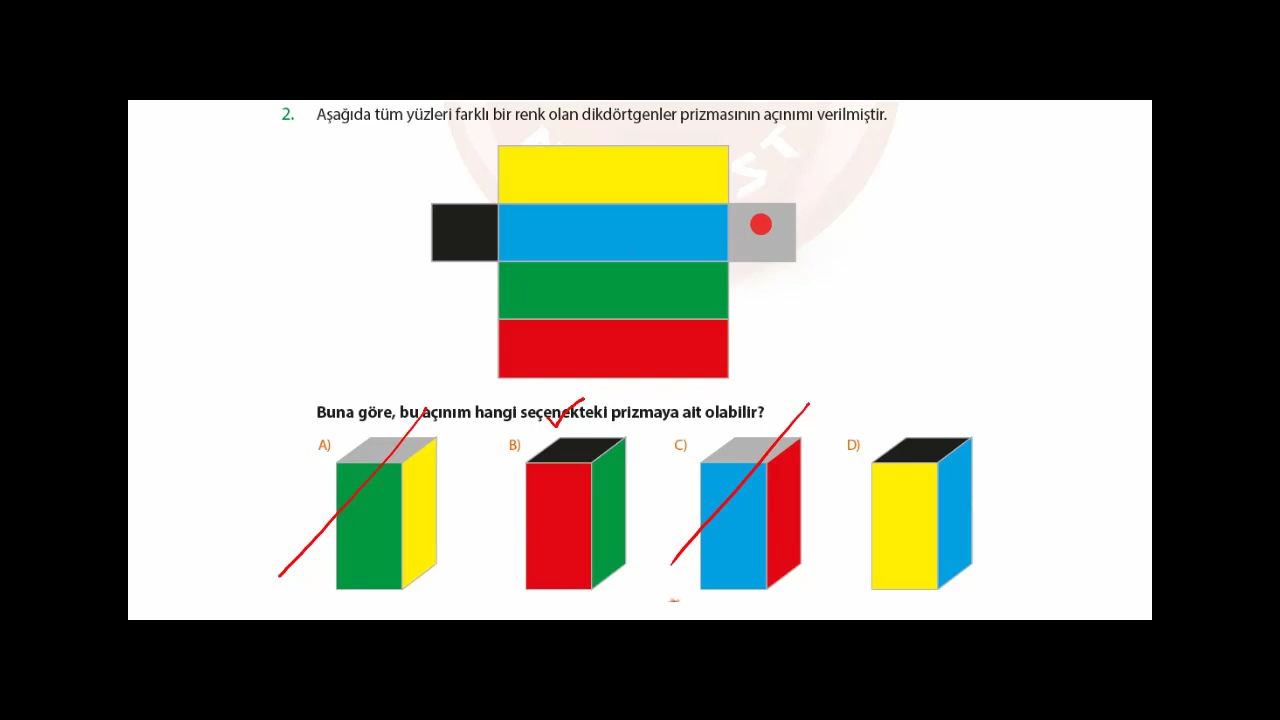 2. Aşağıda tüm yüzleri farklı bir renk olan dikdörtgenler prizmasının açınımı verilmiştir.
Buna göre, bu açınım hangi seçenekteki prizmaya ait olabilir?
A) B) C) D)